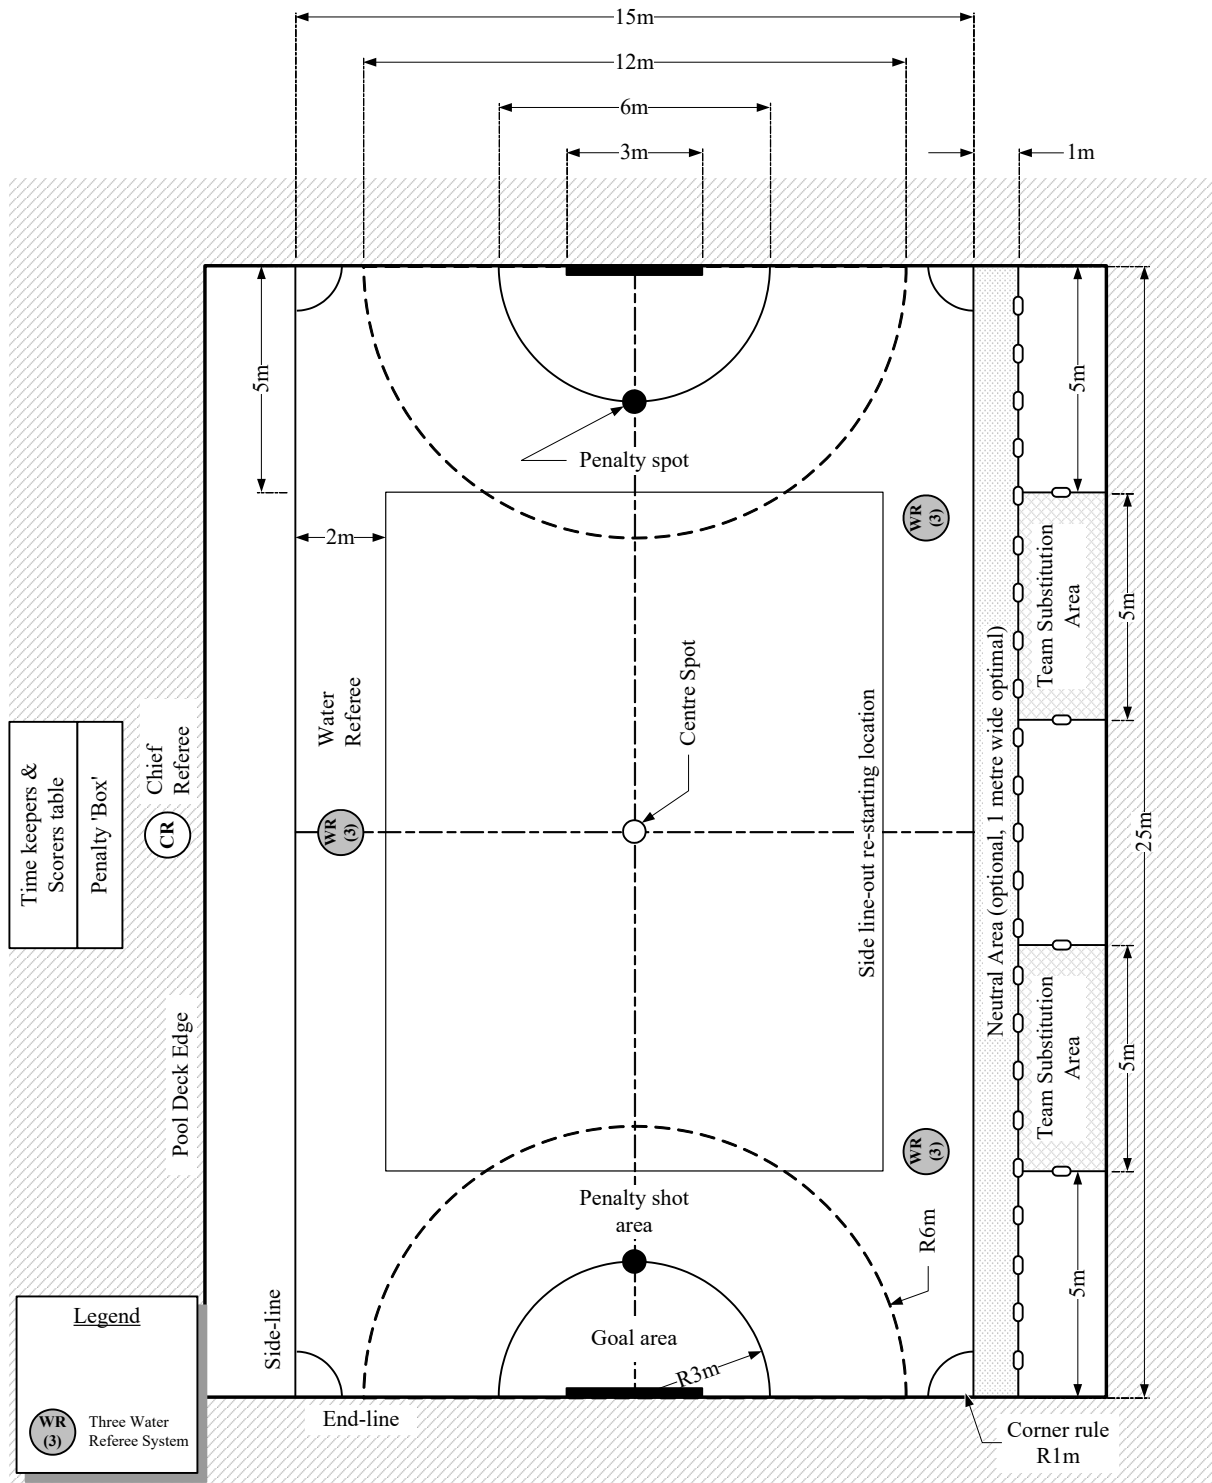 15m
12m
6m
3m
1m
5m
5m
Penalty spot
WR
(3)
2m
Team Substitution
Area
5m
Water
Referee
Centre Spot
Side line-out re-starting location
Neutral Area (optional, 1 metre wide optimal)
Time keepers &
Scorers table
Penalty 'Box'
Chief
Referee
CR
WR
(3)
25m
Pool Deck Edge
Team Substitution
Area
5m
WR
(3)
Penalty shot
area
R6m
5m
Side-line
Goal area
R3m
Legend
WR
(3)
Three Water
Referee System
End-line
Corner rule
R1m